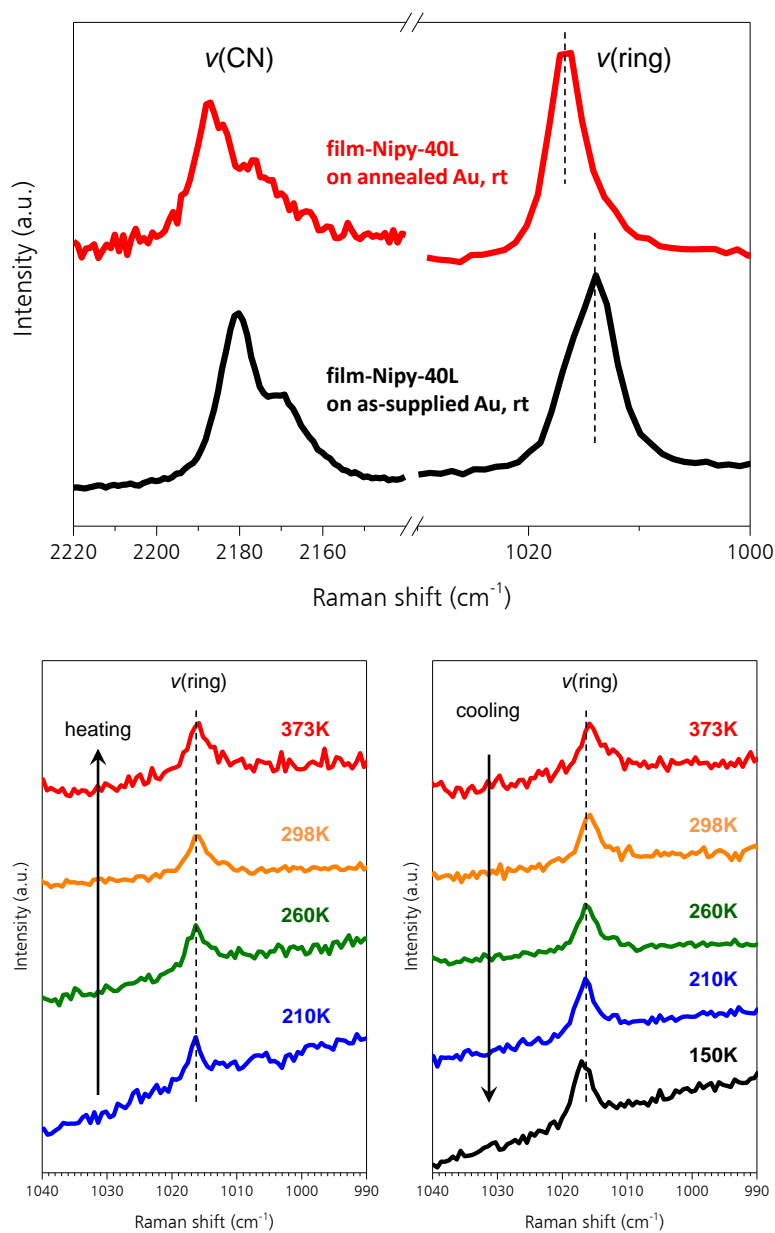 //
ν(CN)
ν(ring)
film-Nipy-40L
on annealed Au, rt
film-Nipy-40L
on as-supplied Au, rt
Intensity (a.u.)
//
2220 2200 2180 2160 1020 1000
Raman shift (cm-1)
ν(ring)
heating
373K
298K
260K
210K
Intensity (a.u.)
1040 1030 1020 1010 1000 990
Raman shift (cm-1)
ν(ring)
cooling
373K
298K
260K
210K
150K
Intensity (a.u.)
1040 1030 1020 1010 1000 990
Raman shift (cm-1)